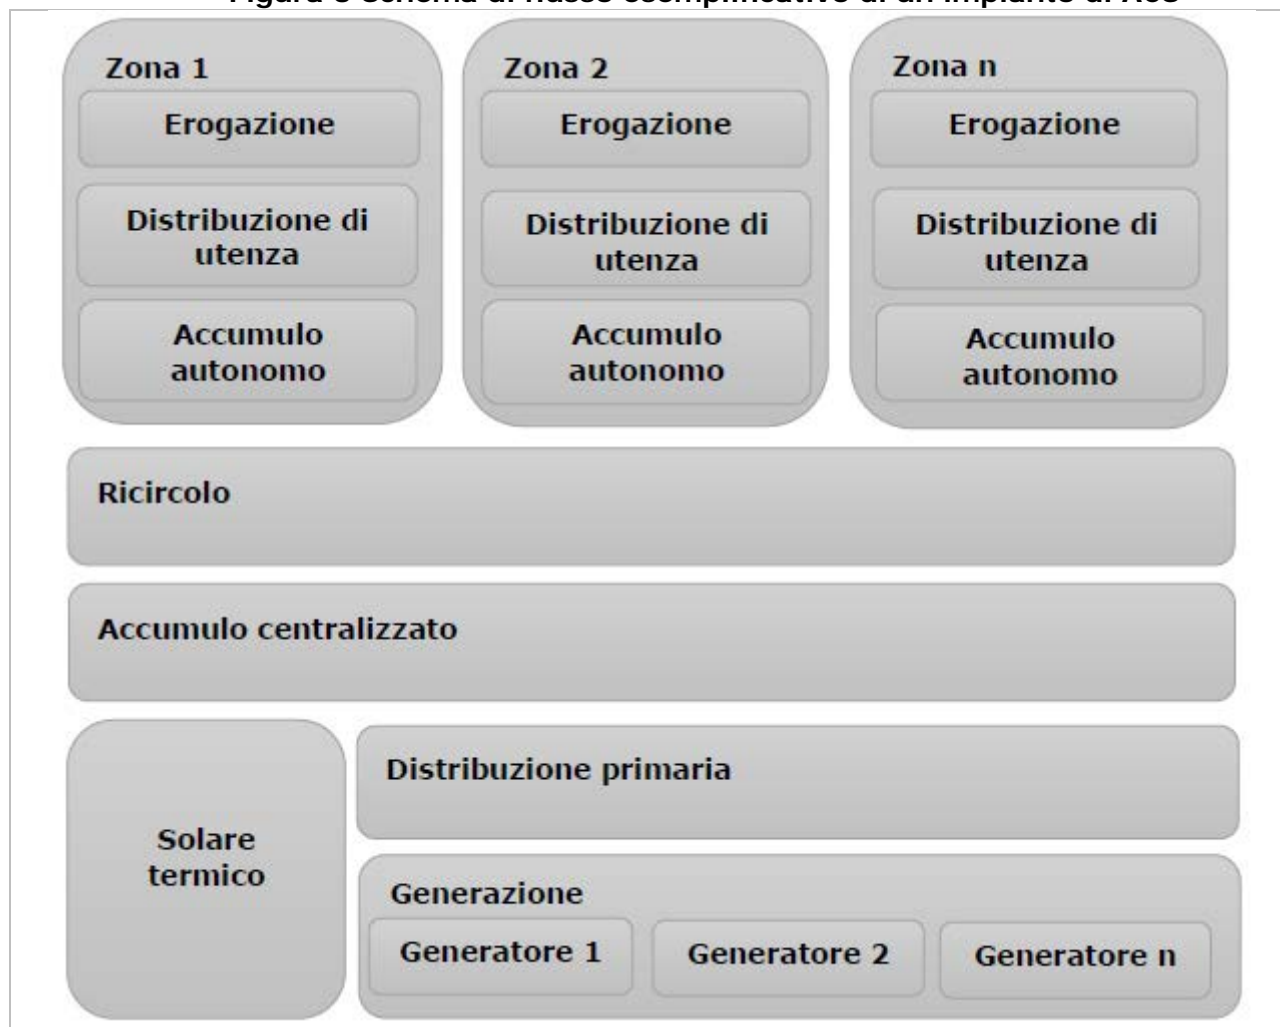 Zona 1
Erogazione
Distribuzione di
utenza
Accumulo
autonomo
Zona 2
Erogazione
Distribuzione di
utenza
Accumulo
autonomo
Zona n
Erogazione
Distribuzione di
utenza
Accumulo
autonomo
Ricircolo
Accumulo centralizzato
Solare
termico
Distribuzione primaria
Generazione
Generatore 1
Generatore 2
Generatore n